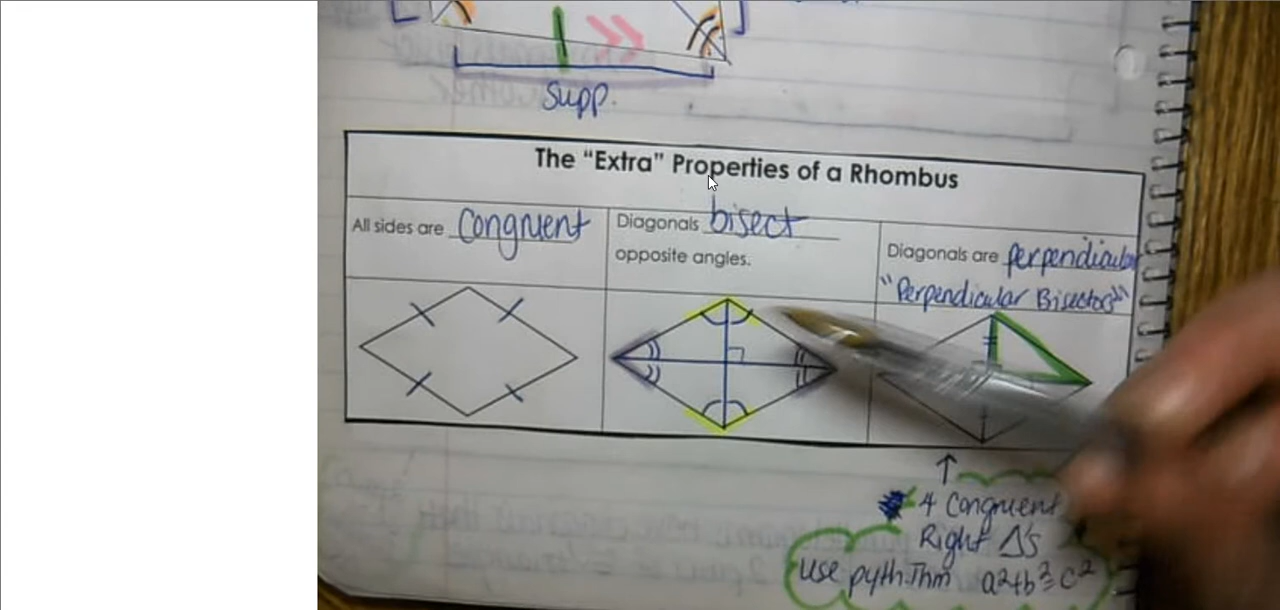 Supp.
The “Extra” Properties of a Rhombus
All sides are congruent
Diagonals bisect
opposite angles.
Diagonals are perpendicular
"Perpendicular Bisectors"
4 Congruent
Right Δ's
use pyth. Thm a²+b²=c²